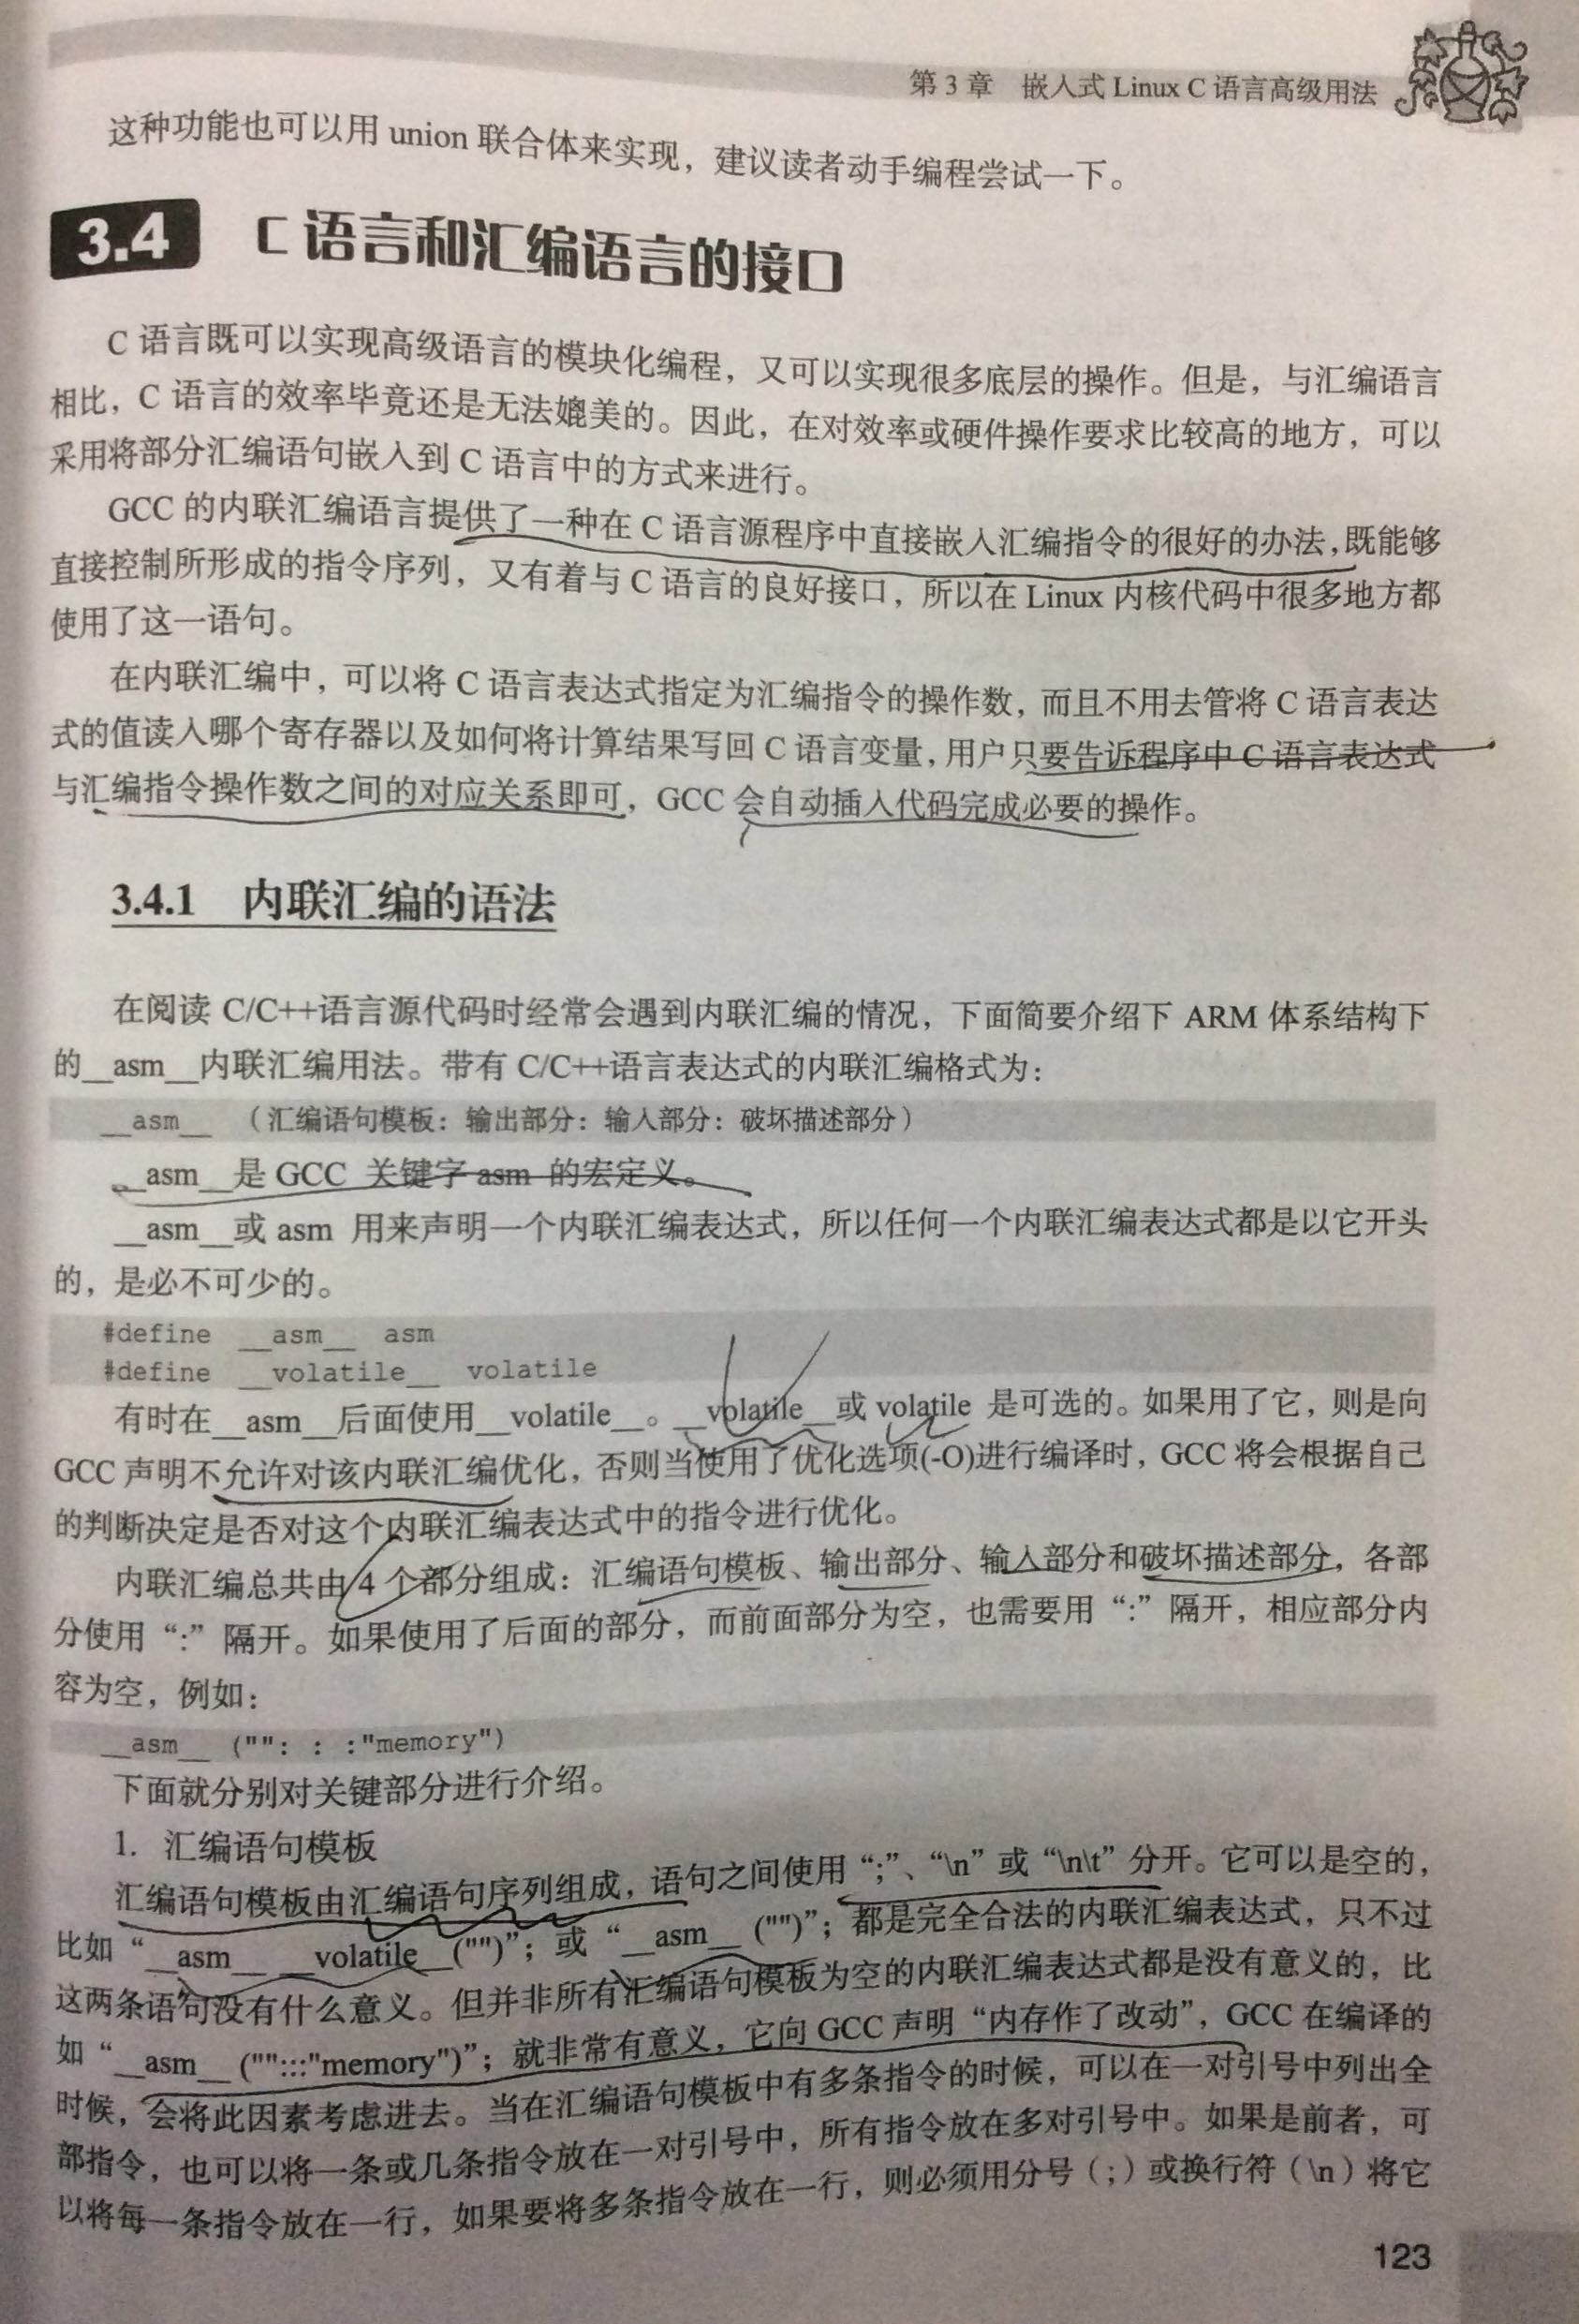 第 3 章 嵌入式 Linux C 语言高级用法
这种功能也可以用 union 联合体来实现，建议读者动手编程尝试一下。
3.4 C 语言和汇编语言的接口
C 语言既可以实现高级语言的模块化编程，又可以实现很多底层的操作。但是，与汇编语言
相比，C 语言的效率毕竟还是无法媲美的。因此，在对效率或硬件操作要求比较高的地方，可以
采用将部分汇编语句嵌入到 C 语言中的方式来进行。
GCC 的内联汇编语言提供了一种在 C 语言源程序中直接嵌入汇编指令的很好的办法，既能够
直接控制所形成的指令序列，又有着与 C 语言的良好接口，所以在 Linux 内核代码中很多地方都
使用了这一语句。
在内联汇编中，可以将 C 语言表达式指定为汇编指令的操作数，而且不用去管将 C 语言表达
式的值读入哪个寄存器以及如何将计算结果写回 C 语言变量，用户只要告诉程序中 C 语言表达式
与汇编指令操作数之间的对应关系即可，GCC 会自动插入代码完成必要的操作。
3.4.1 内联汇编的语法
在阅读 C/C++语言源代码时经常会遇到内联汇编的情况，下面简要介绍下 ARM 体系结构下
的__asm__内联汇编用法。带有 C/C++语言表达式的内联汇编格式为：
__asm__ （汇编语句模板：输出部分：输入部分：破坏描述部分）
__asm__是 GCC 关键字 asm 的宏定义。
__asm__或 asm 用来声明一个内联汇编表达式，所以任何一个内联汇编表达式都是以它开头
的，是必不可少的。
#define __asm__ asm
#define __volatile__ volatile
有时在__asm__后面使用__volatile__。__volatile__或 volatile 是可选的。如果用了它，则是向
GCC 声明不允许对该内联汇编优化，否则当使用了优化选项(-O)进行编译时，GCC 将会根据自己
的判断决定是否对这个内联汇编表达式中的指令进行优化。
内联汇编总共由 4 个部分组成：汇编语句模板、输出部分、输入部分和破坏描述部分，各部
分使用“:”隔开。如果使用了后面的部分，而前面部分为空，也需要用“:”隔开，相应部分内
容为空，例如：
__asm__ ("": : :"memory")
下面就分别对关键部分进行介绍。
1. 汇编语句模板
汇编语句模板由汇编语句序列组成，语句之间使用“;”、“\n”或“\n\t”分开。它可以是空的，
比如“__asm__ __volatile__("")”；或“__asm__ ("")”；都是完全合法的内联汇编表达式，只不过
这两条语句没有什么意义。但并非所有汇编语句模板为空的内联汇编表达式都是没有意义的，比
如“__asm__ ("":::"memory")”；就非常有意义，它向 GCC 声明“内存作了改动”，GCC 在编译的
时候，会将此因素考虑进去。当在汇编语句模板中有多条指令的时候，可以在一对引号中列出全
部指令，也可以将一条或几条指令放在一对引号中，所有指令放在多对引号中。如果是前者，可
以将每一条指令放在一行，如果要将多条指令放在一行，则必须用分号（;）或换行符（\n）将它
123